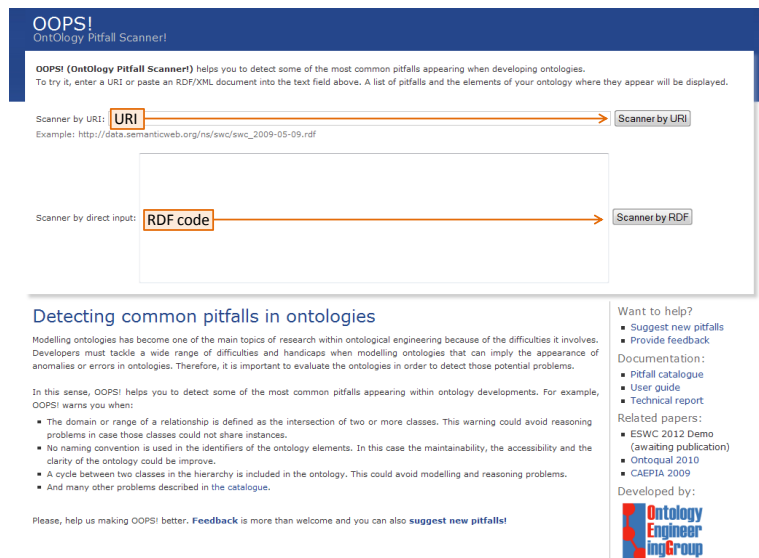 OOPS!
OntOlogy Pitfall Scanner!
OOPS! (OntOlogy Pitfall Scanner!) helps you to detect some of the most common pitfalls appearing when developing ontologies.
To try it, enter a URI or paste an RDF/XML document into the text field above. A list of pitfalls and the elements of your ontology where they appear will be displayed.
Scanner by URI: URI Scanner by URI
Example: http://data.semanticweb.org/ns/swc/swc_2009-05-09.rdf
Scanner by direct input: RDF code Scanner by RDF
Detecting common pitfalls in ontologies
Modelling ontologies has become one of the main topics of research within ontological engineering because of the difficulties it involves.
Developers must tackle a wide range of difficulties and handicaps when modelling ontologies that can imply the appearance of
anomalies or errors in ontologies. Therefore, it is important to evaluate the ontologies in order to detect those potential problems.
In this sense, OOPS! helps you to detect some of the most common pitfalls appearing within ontology developments. For example,
OOPS! warns you when:
The domain or range of a relationship is defined as the intersection of two or more classes. This warning could avoid reasoning
problems in case those classes could not share instances.
No naming convention is used in the identifiers of the ontology elements. In this case the maintainability, the accessibility and the
clarity of the ontology could be improve.
A cycle between two classes in the hierarchy is included in the ontology. This could avoid modelling and reasoning problems.
And many other problems described in the catalogue.
Please, help us making OOPS! better. Feedback is more than welcome and you can also suggest new pitfalls!
Want to help?
Suggest new pitfalls
Provide feedback
Documentation:
Pitfall catalogue
User guide
Technical report
Related papers:
ESWC 2012 Demo
(awaiting publication)
Ontoqual 2010
CAEPIA 2009
Developed by:
Ontology
Engineer
ingGroup